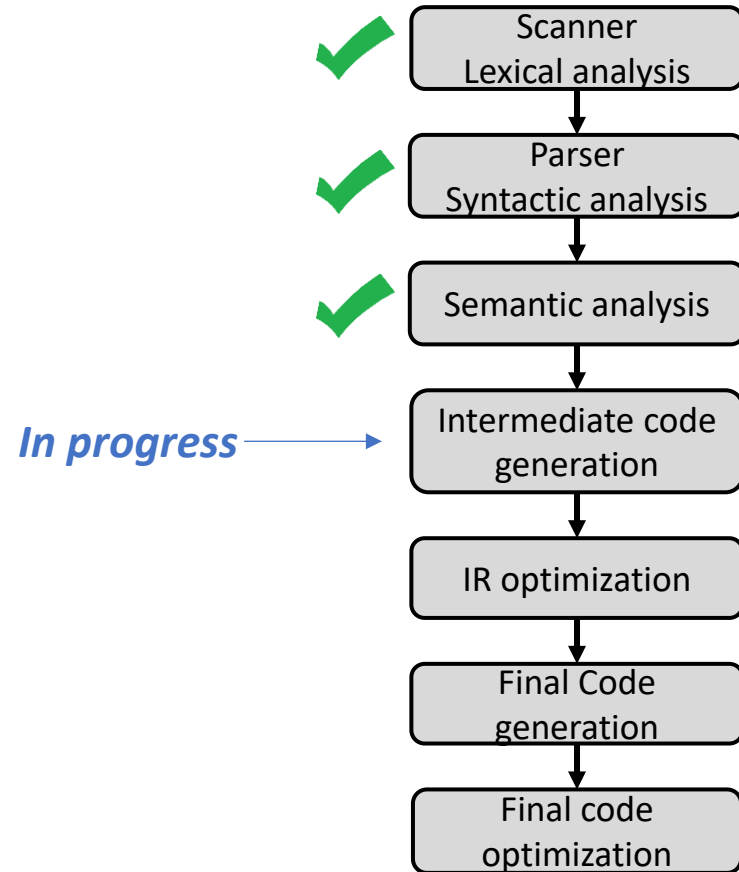 Scanner
Lexical analysis
Parser
Syntactic analysis
Semantic analysis
In progress
Intermediate code
generation
IR optimization
Final Code
generation
Final code
optimization